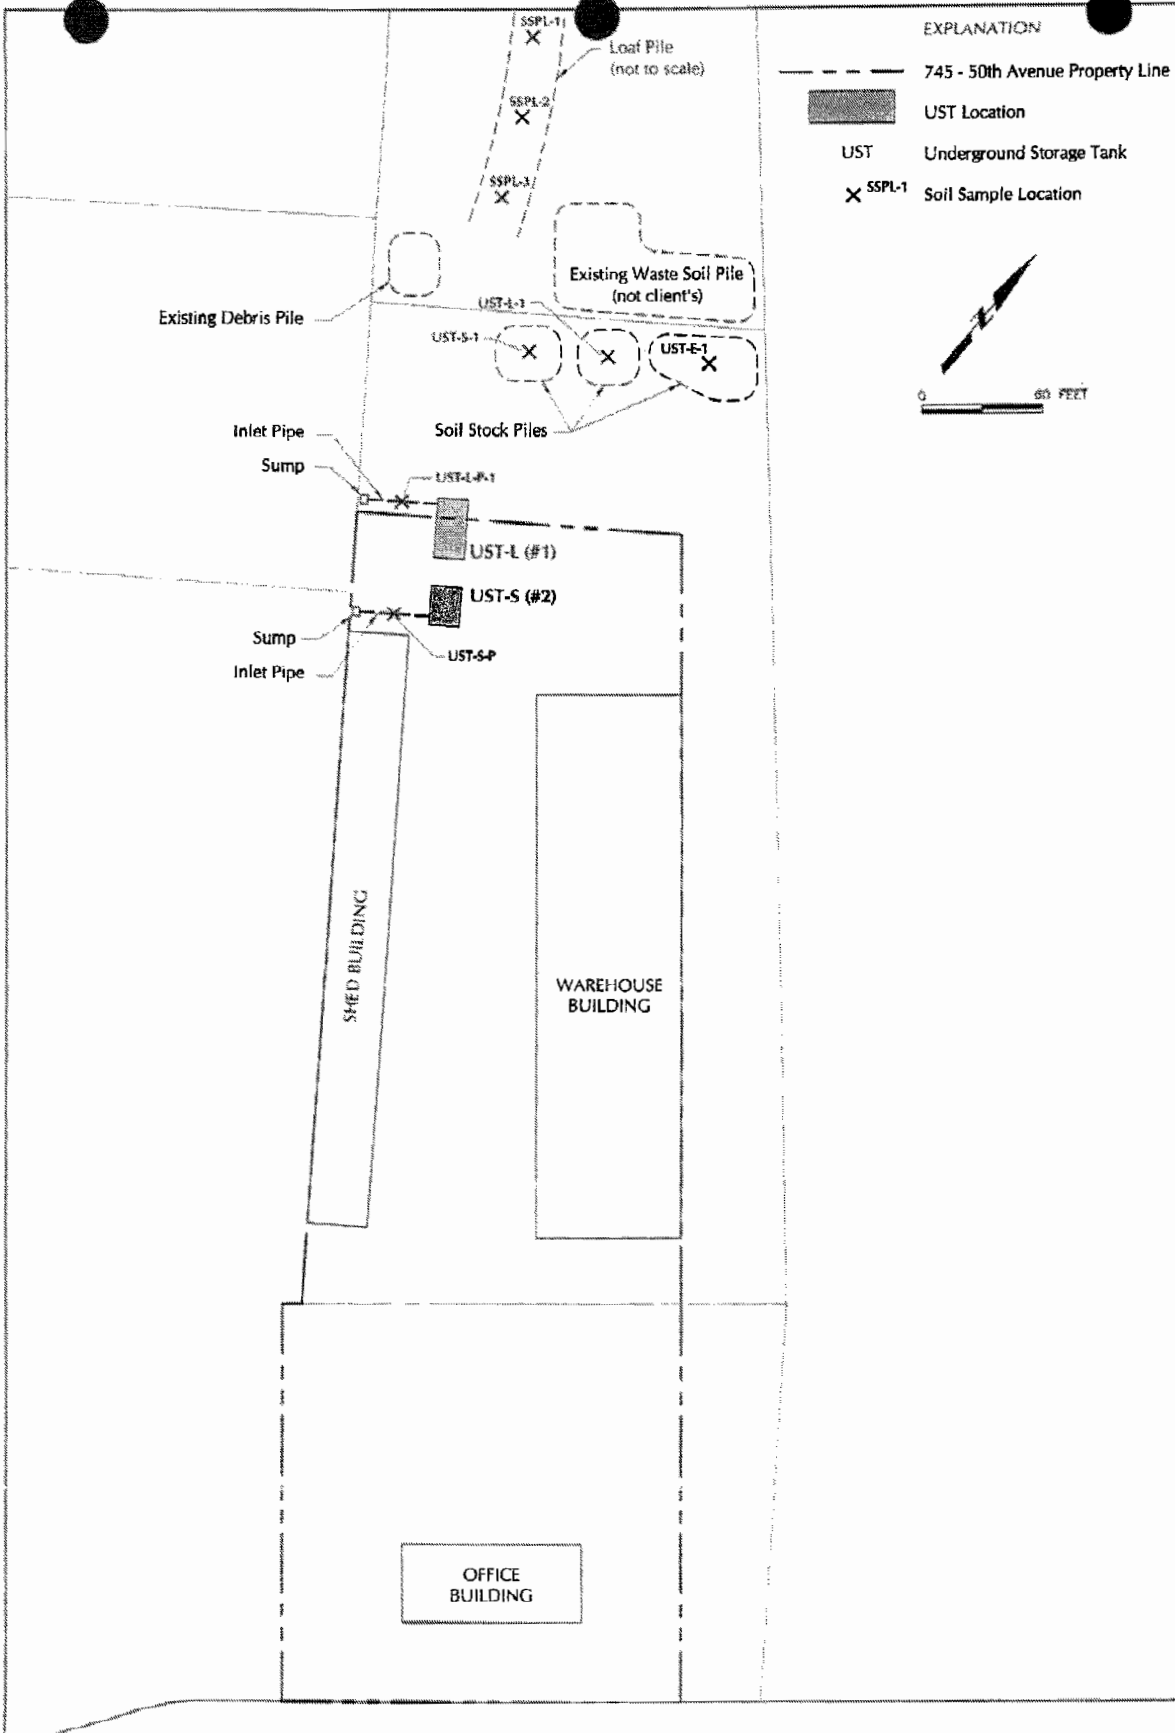 SSPL-1
Loaf Pile
(not to scale)
SSPL-2
SSPL-3
EXPLANATION
745 - 50th Avenue Property Line
UST Location
UST Underground Storage Tank
SSPL-1 Soil Sample Location
Existing Waste Soil Pile
(not client's)
Existing Debris Pile
UST-L-1
UST-S-1
UST-E-1
Z
0 60 FEET
Soil Stock Piles
Inlet Pipe
Sump
UST-L-P-1
UST-L (#1)
UST-S (#2)
Sump
Inlet Pipe
UST-S-P
SHED BUILDING
WAREHOUSE
BUILDING
OFFICE
BUILDING